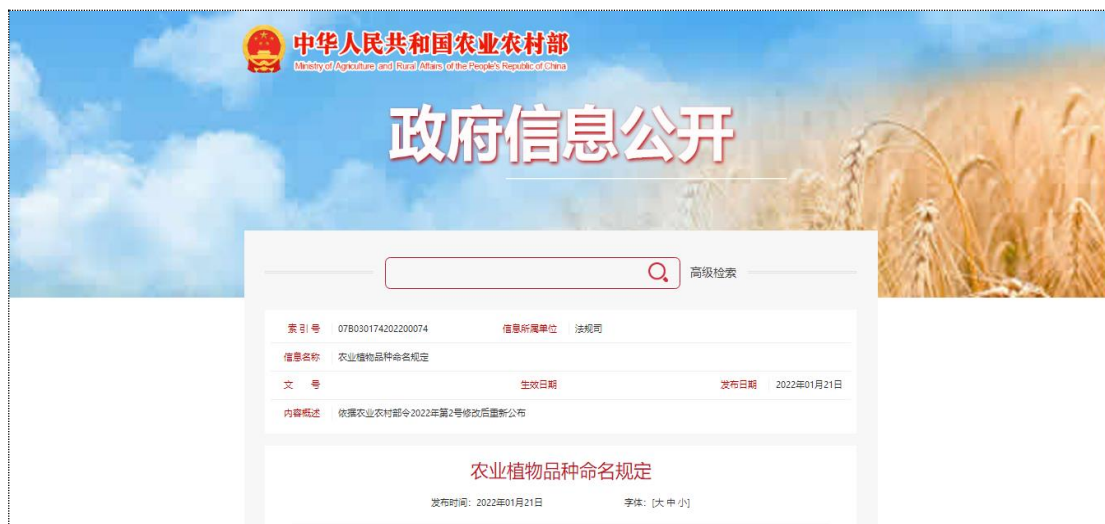 中华人民共和国农业农村部
Ministry of Agriculture and Rural Affairs of the People's Republic of China
政府信息公开
高级检索
索引号 07B030174202200074 信息所属单位 法规司
信息名称 农业植物品种命名规定
文 号 生效日期 发布日期 2022年01月21日
内容概述 依据农业农村部令2022年第2号修改后重新公布
农业植物品种命名规定
发布时间：2022年01月21日 字体：[大 中 小]